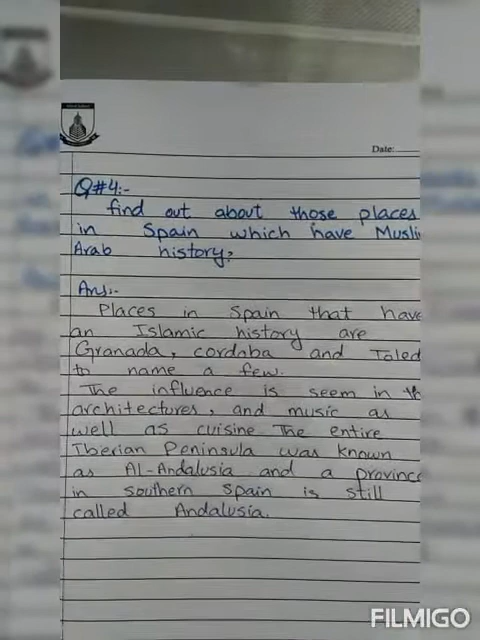 Date:
Q#4:-
find out about those places
in Spain which have Musli
Arab history?
Ans:-
Places in Spain that have
an Islamic history are
Granada, cordaba and Toled
to name a few.
The influence is seem in th
architectures, and music as
well as cuisine. The entire
Iberian Peninsula was known
as Al-Andalusia and a province
in southern spain is still
called Andalusia.
FILMIGO